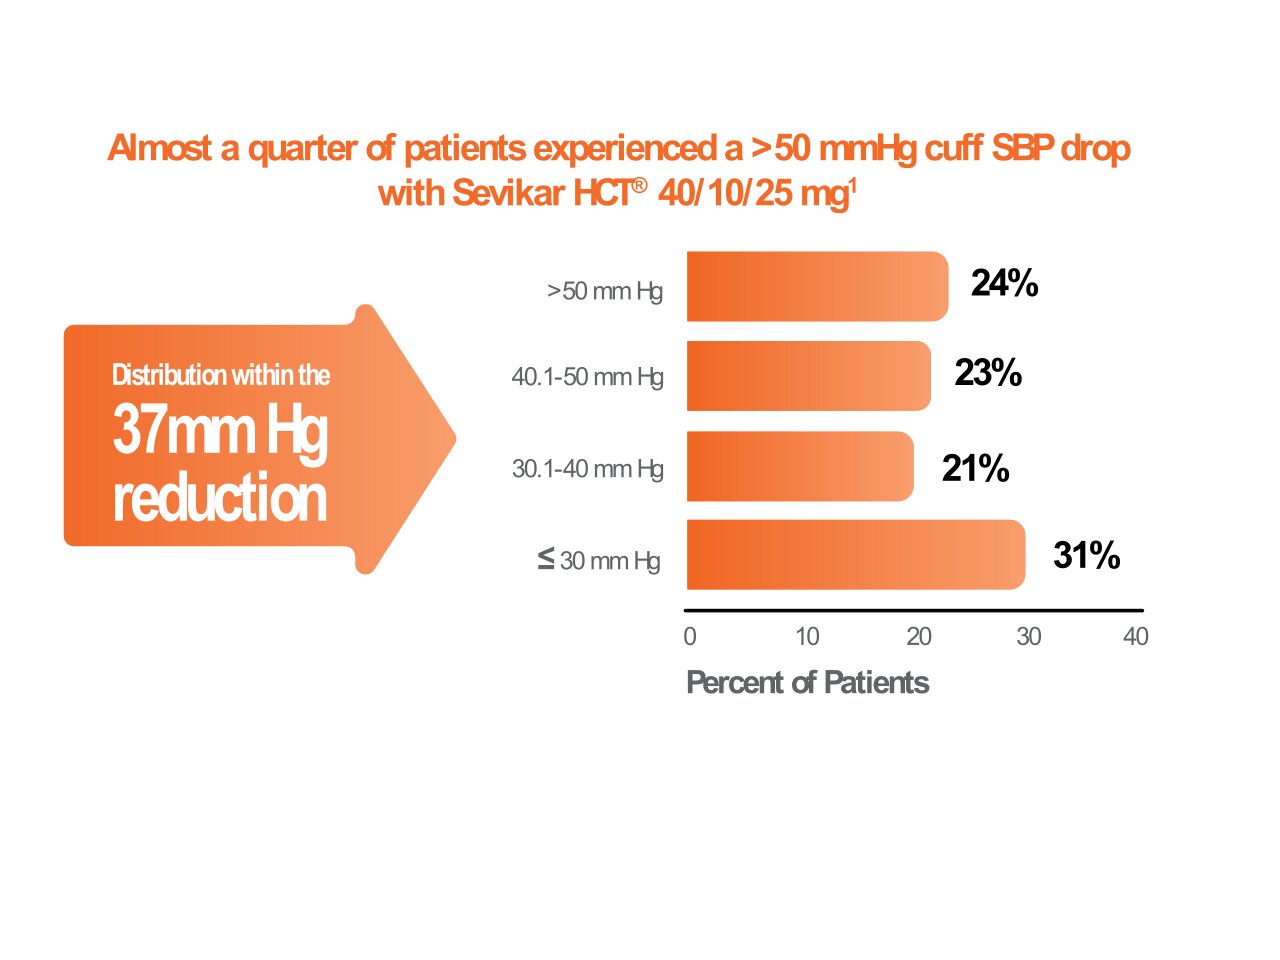 Almost a quarter of patients experienced a >50 mmHg cuff SBP drop
with Sevikar HCT® 40/10/25 mg¹
Distribution within the
37mm Hg
reduction
>50 mm Hg
24%
40.1-50 mm Hg
23%
30.1-40 mm Hg
21%
≤ 30 mm Hg
31%
0 10 20 30 40
Percent of Patients